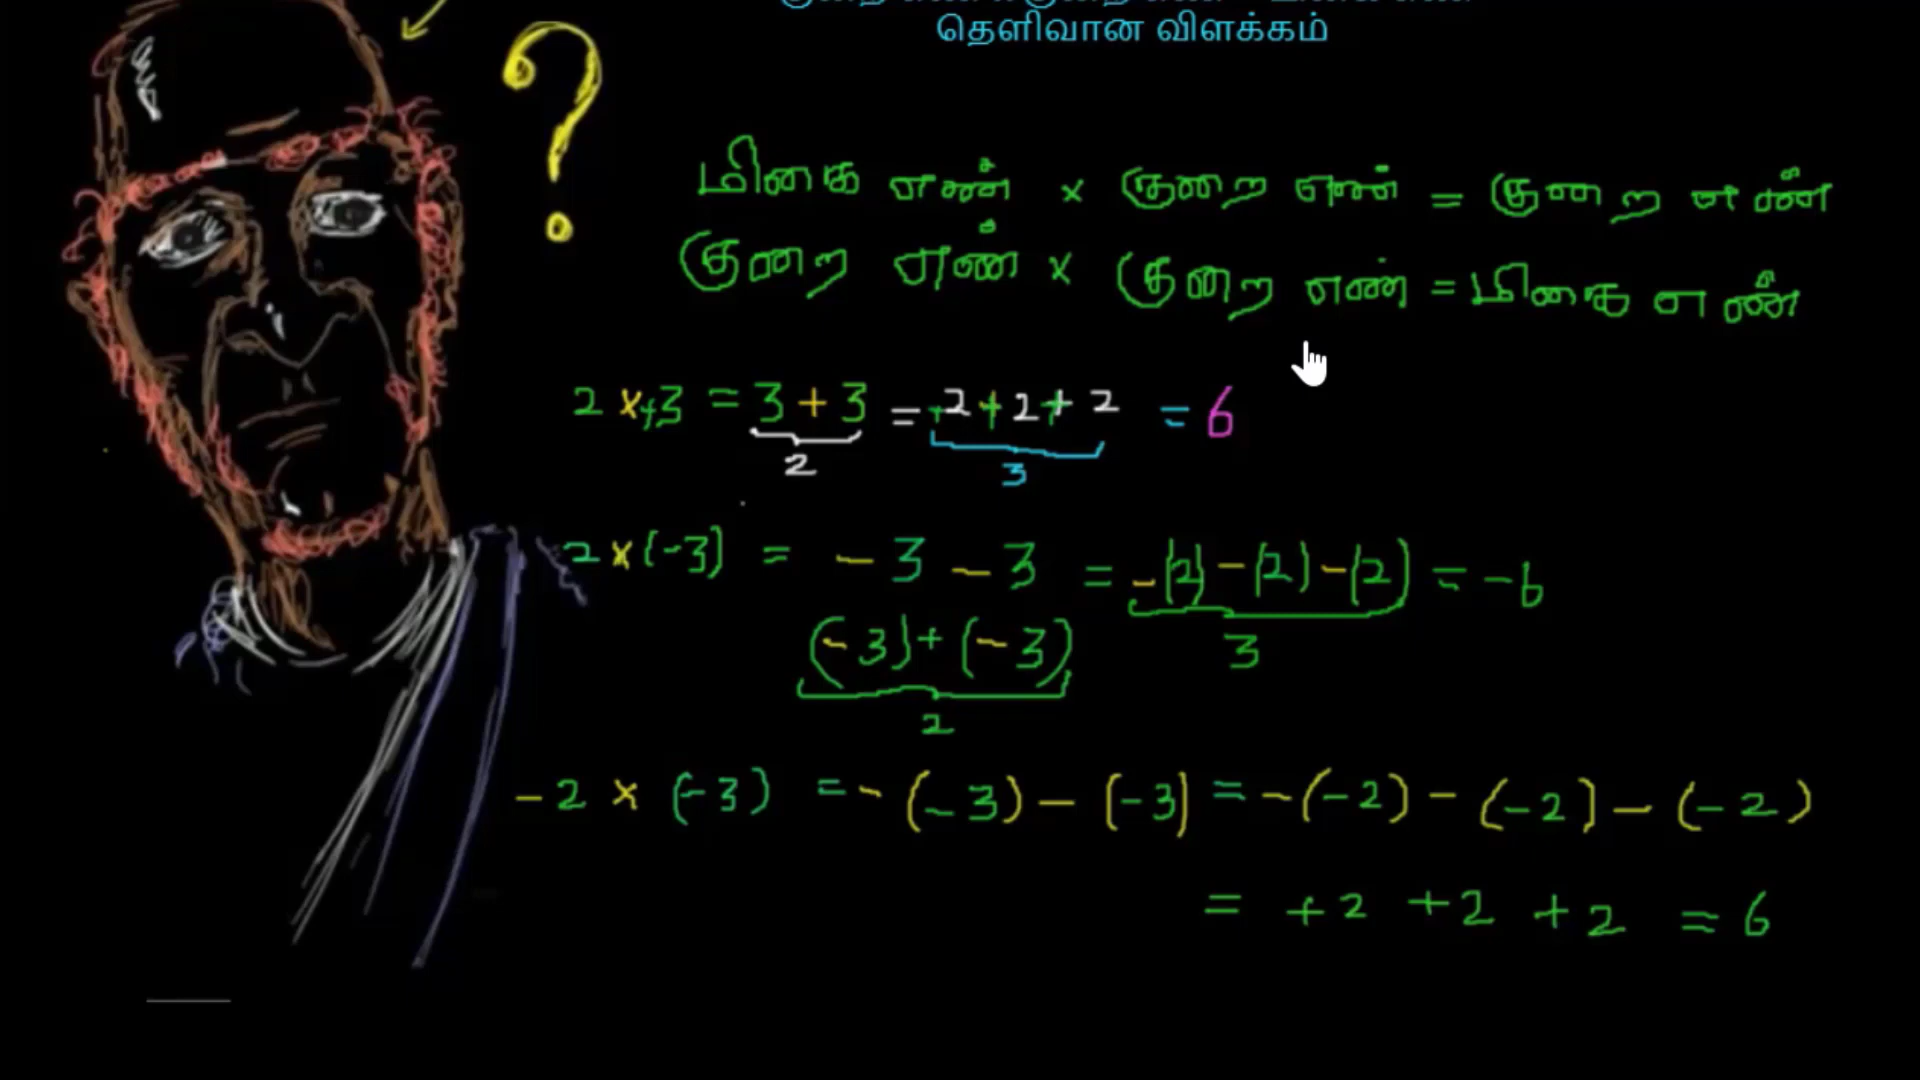 தெளிவான விளக்கம்
?
மிகை எண் × குறை எண் = குறை எண்
குறை எண் × குறை எண் = மிகை எண்
2 × +3 = 3 + 3 = +2 + 2 + 2 = 6
2 3
2 × (-3) = - 3 - 3 = -(2) - (2) - (2) = -6
(-3) + (-3) 3
2
- 2 × (-3) = - (-3) - (-3) = - (-2) - (-2) - (-2)
= +2 +2 +2 = 6